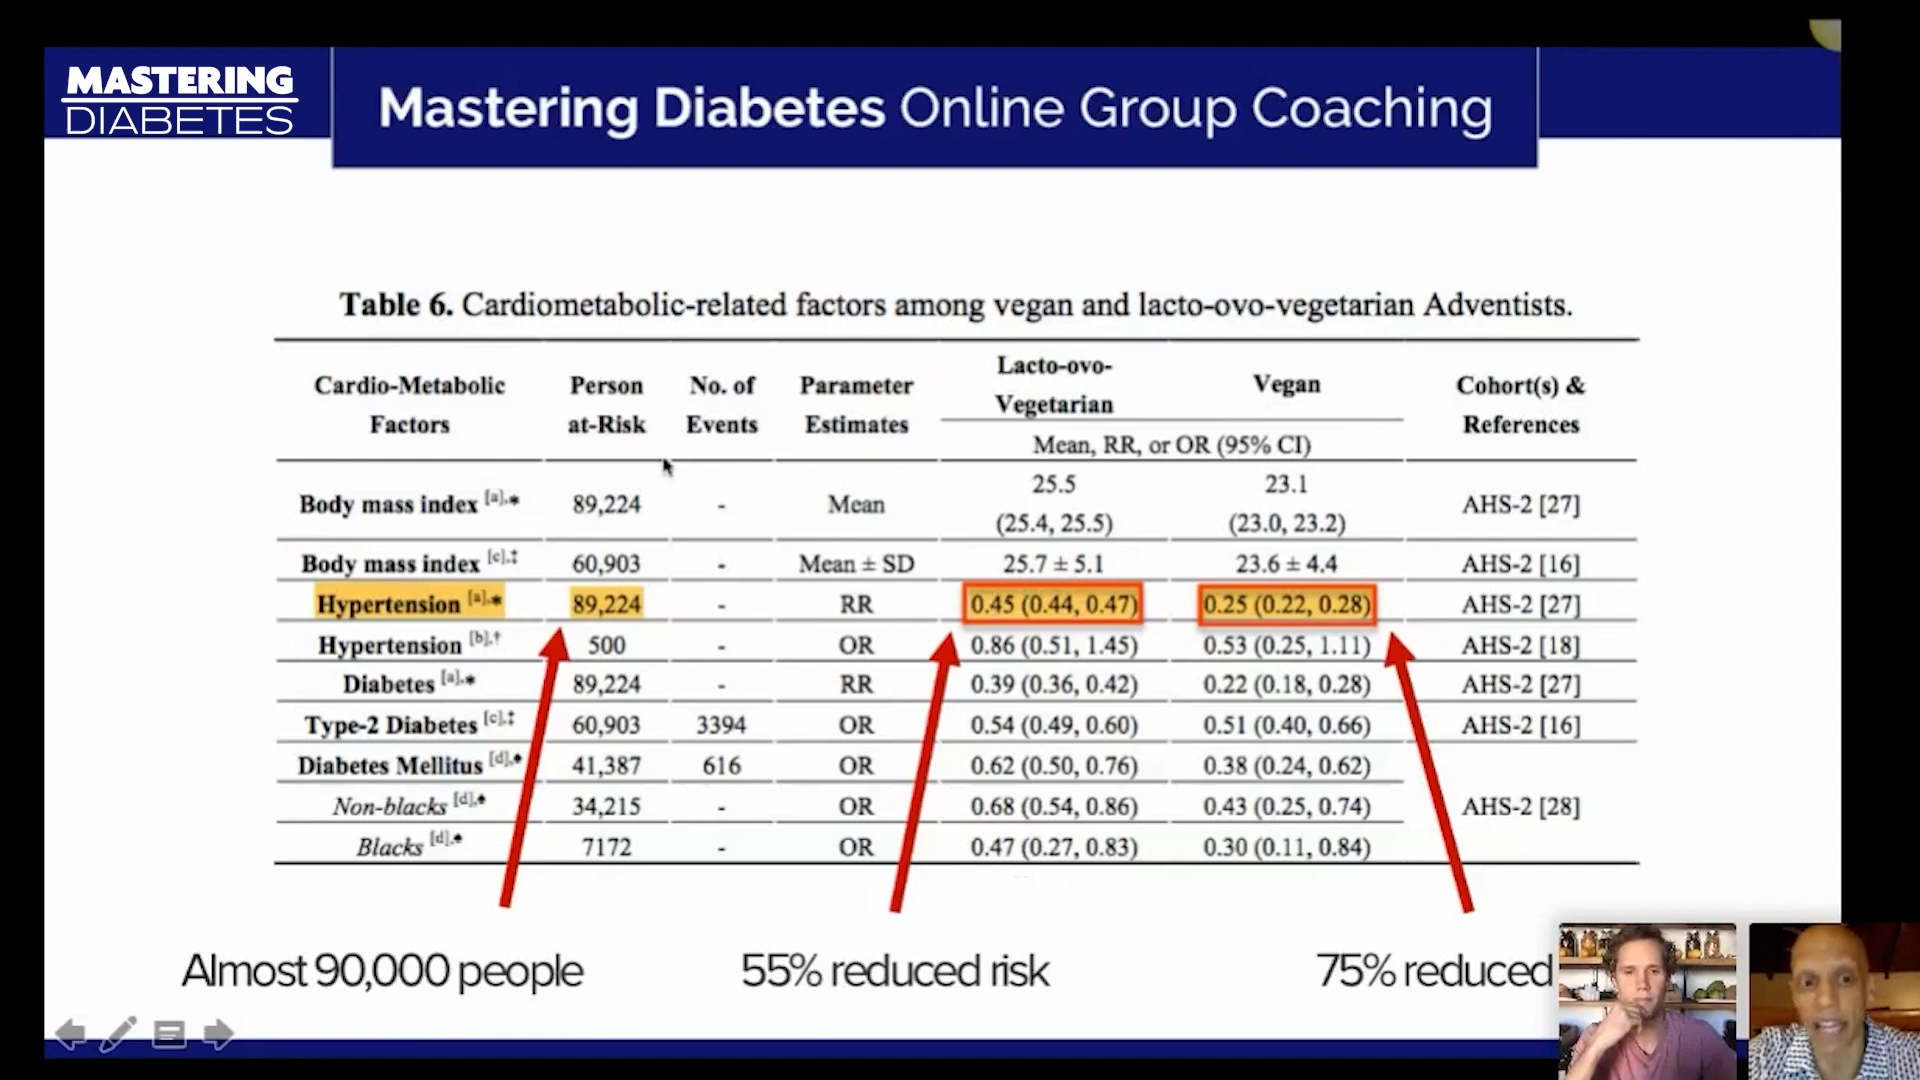 MASTERING
DIABETES
Mastering Diabetes Online Group Coaching
Table 6. Cardiometabolic-related factors among vegan and lacto-ovo-vegetarian Adventists.
Cardio-Metabolic Factors Person at-Risk No. of Events Parameter Estimates Lacto-ovo-Vegetarian Vegan Cohort(s) & References
Mean, RR, or OR (95% CI)
Body mass index [a],* 89,224 - Mean 25.5 (25.4, 25.5) 23.1 (23.0, 23.2) AHS-2 [27]
Body mass index [c],‡ 60,903 - Mean ± SD 25.7 ± 5.1 23.6 ± 4.4 AHS-2 [16]
Hypertension [a],* 89,224 - RR 0.45 (0.44, 0.47) 0.25 (0.22, 0.28) AHS-2 [27]
Hypertension [b],† 500 - OR 0.86 (0.51, 1.45) 0.53 (0.25, 1.11) AHS-2 [18]
Diabetes [a],* 89,224 - RR 0.39 (0.36, 0.42) 0.22 (0.18, 0.28) AHS-2 [27]
Type-2 Diabetes [c],‡ 60,903 3394 OR 0.54 (0.49, 0.60) 0.51 (0.40, 0.66) AHS-2 [16]
Diabetes Mellitus [d],♠ 41,387 616 OR 0.62 (0.50, 0.76) 0.38 (0.24, 0.62)
Non-blacks [d],♠ 34,215 - OR 0.68 (0.54, 0.86) 0.43 (0.25, 0.74) AHS-2 [28]
Blacks [d],♠ 7172 - OR 0.47 (0.27, 0.83) 0.30 (0.11, 0.84)
Almost 90,000 people 55% reduced risk 75% reduced